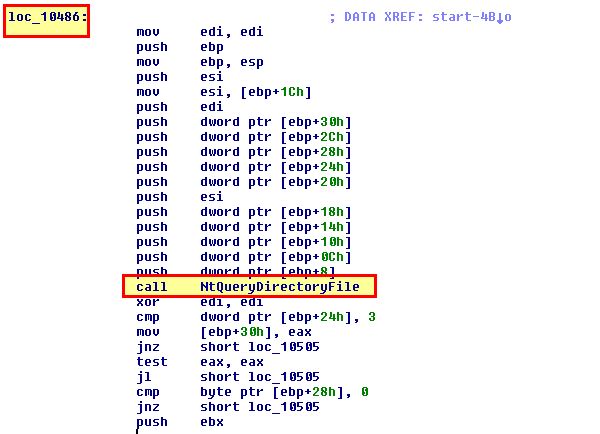 loc_10486: ; DATA XREF: start-4B↓o
mov edi, edi
push ebp
mov ebp, esp
push esi
mov esi, [ebp+1Ch]
push edi
push dword ptr [ebp+30h]
push dword ptr [ebp+2Ch]
push dword ptr [ebp+28h]
push dword ptr [ebp+24h]
push dword ptr [ebp+20h]
push esi
push dword ptr [ebp+18h]
push dword ptr [ebp+14h]
push dword ptr [ebp+10h]
push dword ptr [ebp+0Ch]
push dword ptr [ebp+8]
call NtQueryDirectoryFile
xor edi, edi
cmp dword ptr [ebp+24h], 3
mov [ebp+30h], eax
jnz short loc_10505
test eax, eax
jl short loc_10505
cmp byte ptr [ebp+28h], 0
jnz short loc_10505
push ebx